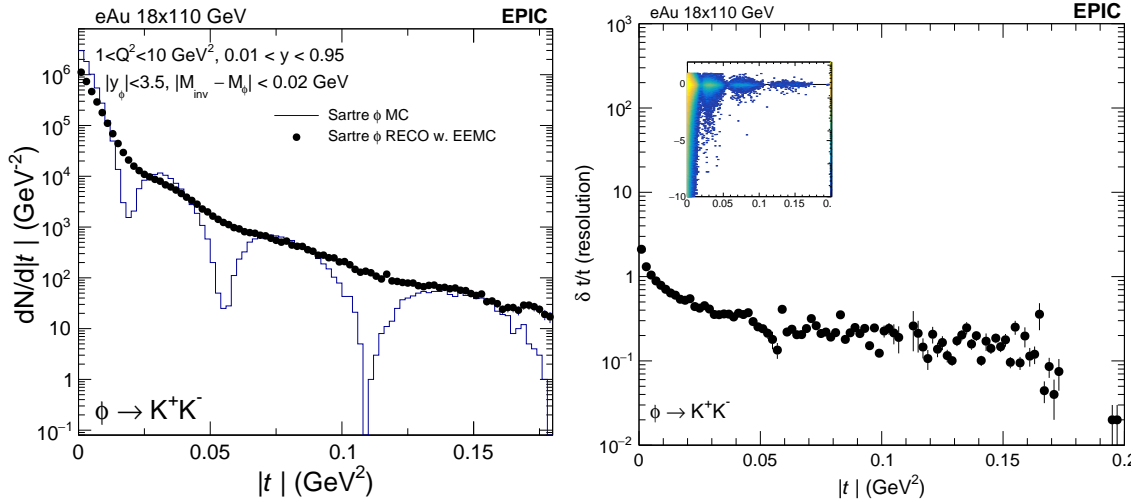 eAu 18x110 GeV EPIC
1<Q²<10 GeV², 0.01 < y < 0.95
|y_ϕ|<3.5, |M_inv − M_ϕ| < 0.02 GeV
Sartre ϕ MC
Sartre ϕ RECO w. EEMC
dN/d|t | (GeV⁻²)
10⁶
10⁵
10⁴
10³
10²
10
1
10⁻¹
ϕ → K⁺K⁻
0 0.05 0.1 0.15
|t | (GeV²)
eAu 18x110 GeV EPIC
δ t/t (resolution)
10³
10²
10
1
10⁻¹
10⁻²
0
−5
−10
0 0.05 0.1 0.15 0.
ϕ → K⁺K⁻
0 0.05 0.1 0.15 0.2
|t | (GeV²)